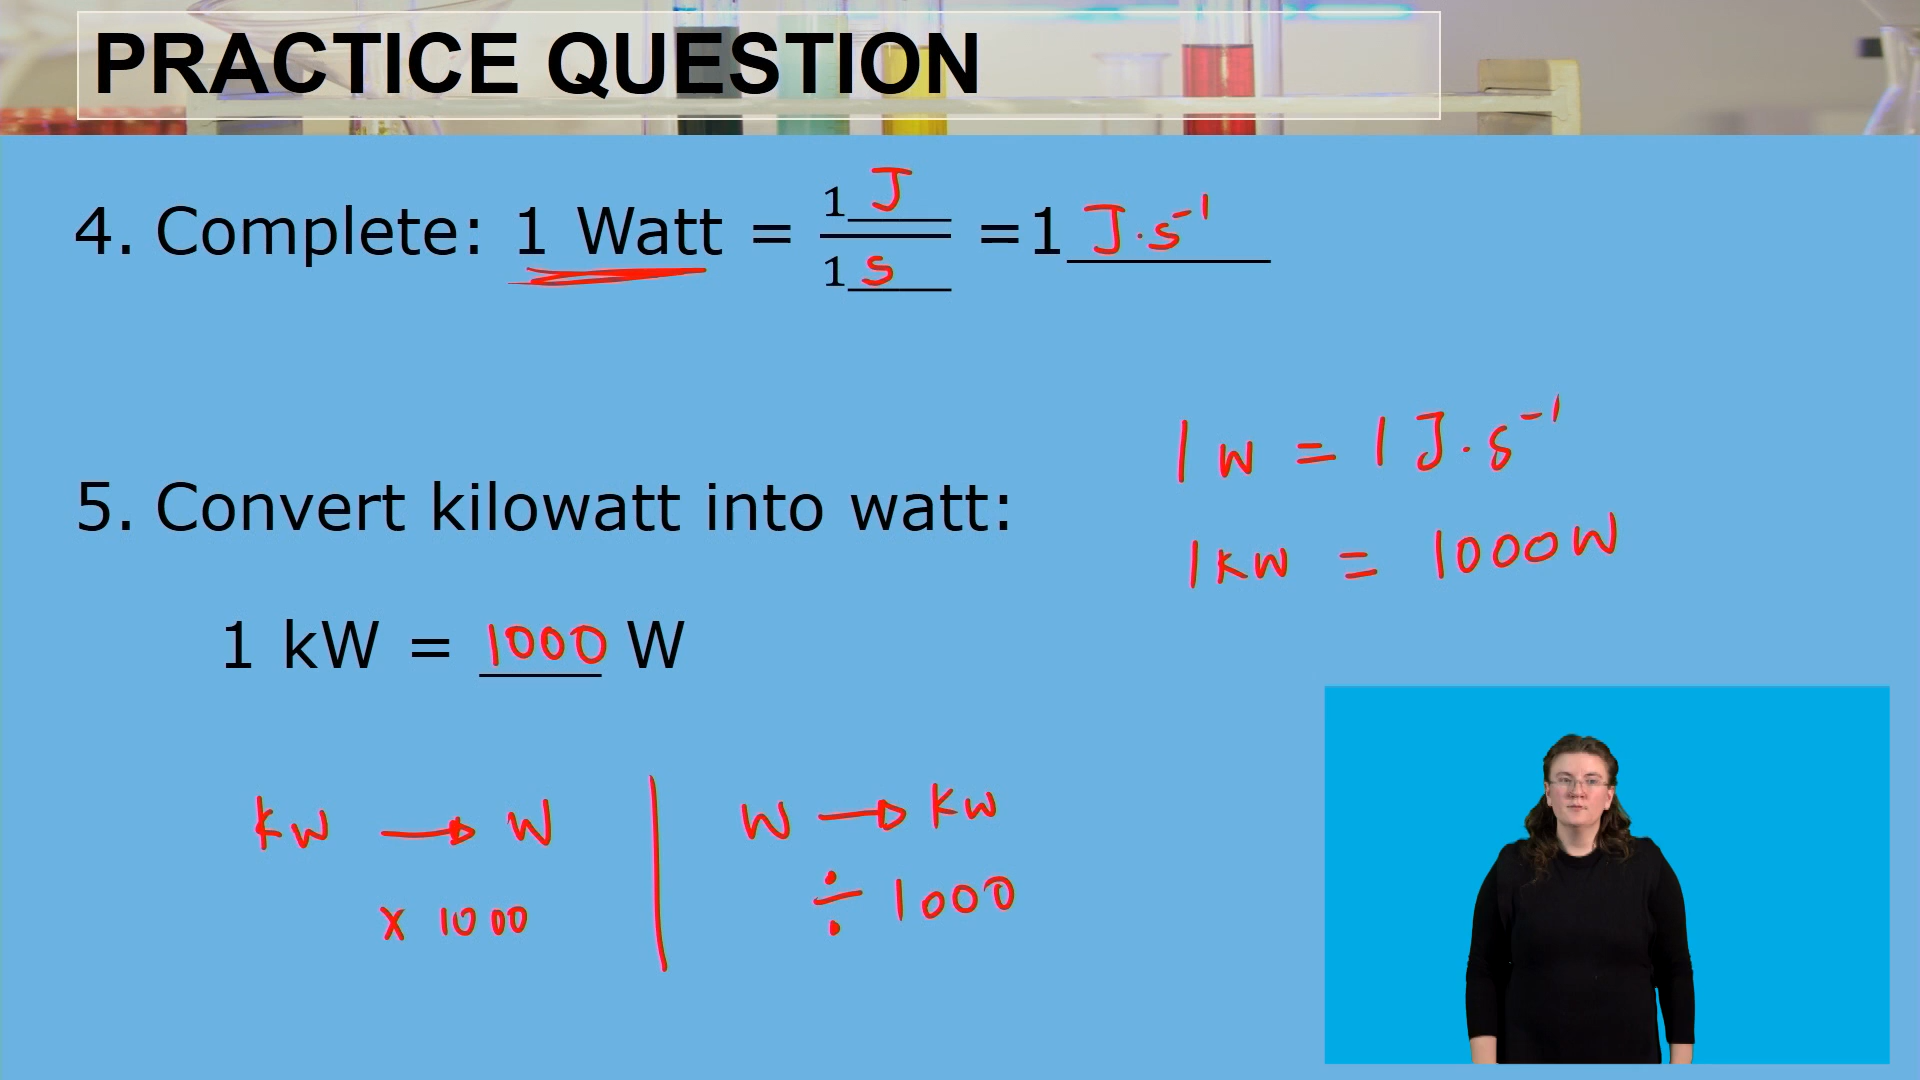 PRACTICE QUESTION
4. Complete: 1 Watt = 1 J / 1 s = 1 J·s⁻¹
1 W = 1 J·s⁻¹
5. Convert kilowatt into watt:
1 kW = 1000 W
1 kW = 1000 W
kW → W | W → kW
x 1000 | ÷ 1000